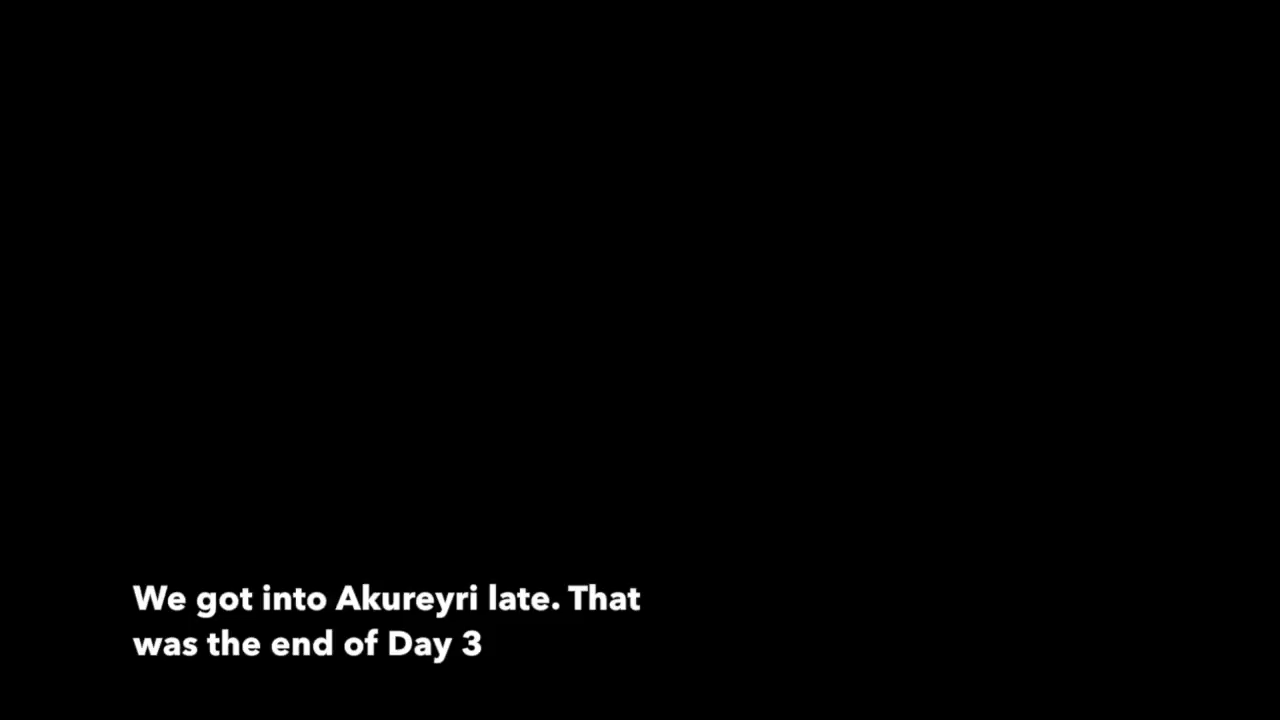 We got into Akureyri late. That
was the end of Day 3